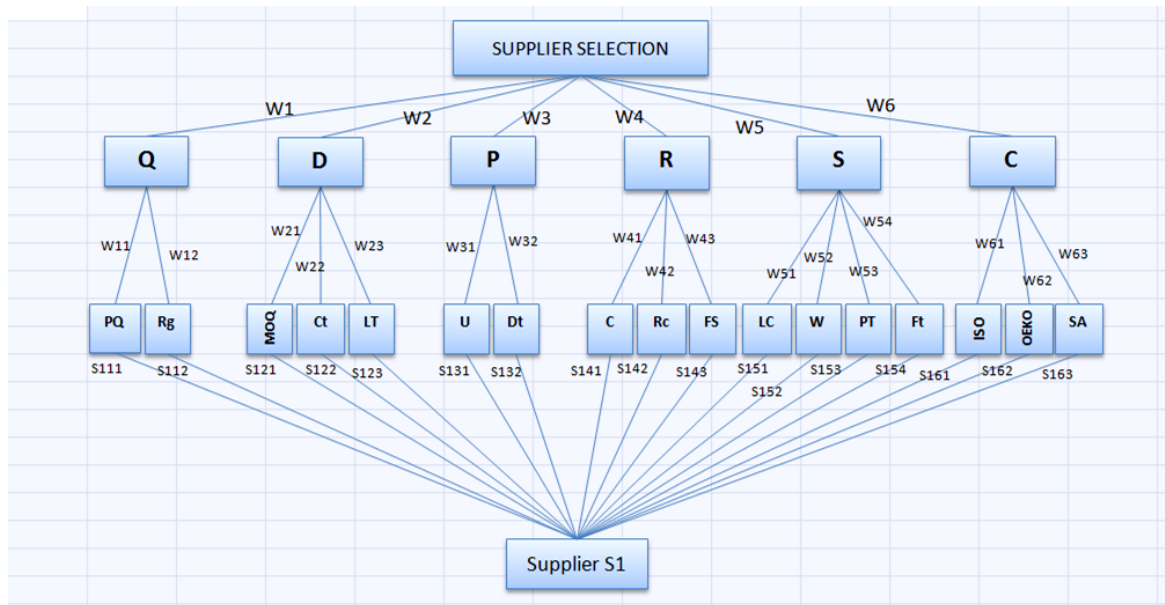 SUPPLIER SELECTION
W1
W2
W3
W4
W5
W6
Q
D
P
R
S
C
W11
W12
W21
W22
W23
W31
W32
W41
W42
W43
W51
W52
W53
W54
W61
W62
W63
PQ
Rg
MOQ
Ct
LT
U
Dt
C
Rc
FS
LC
W
PT
Ft
ISO
OEKO
SA
S111
S112
S121
S122
S123
S131
S132
S141
S142
S143
S151
S152
S153
S154
S161
S162
S163
Supplier S1